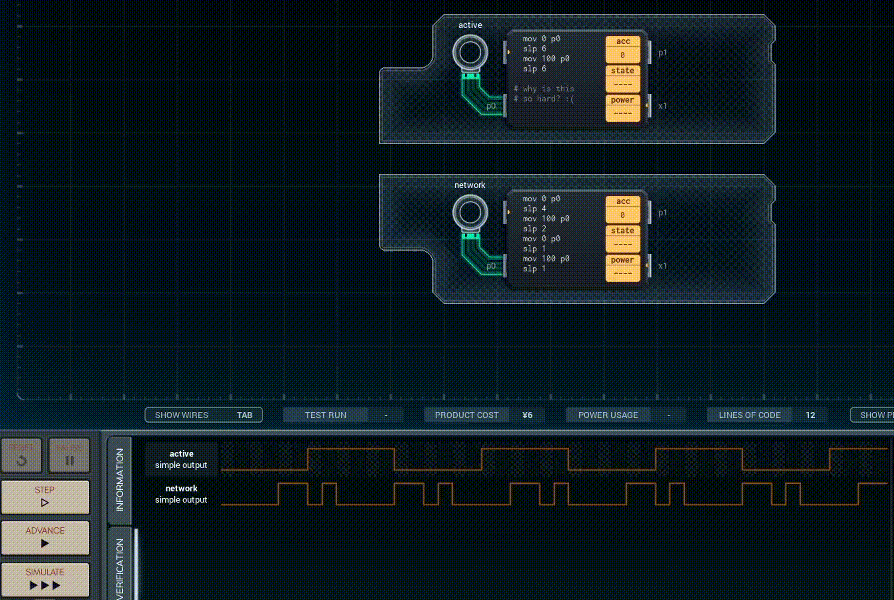 active
mov 0 p0
slp 6
mov 100 p0
slp 6
# why is this
# so hard? :(
acc
0
state
----
power
----
p0
p1
x1
network
mov 0 p0
slp 4
mov 100 p0
slp 2
mov 0 p0
slp 1
mov 100 p0
slp 1
acc
0
state
----
power
----
p0
p1
x1
SHOW WIRES TAB
TEST RUN -
PRODUCT COST ¥6
POWER USAGE -
LINES OF CODE 12
STEP
ADVANCE
SIMULATE
INFORMATION
VERIFICATION
active
simple output
network
simple output